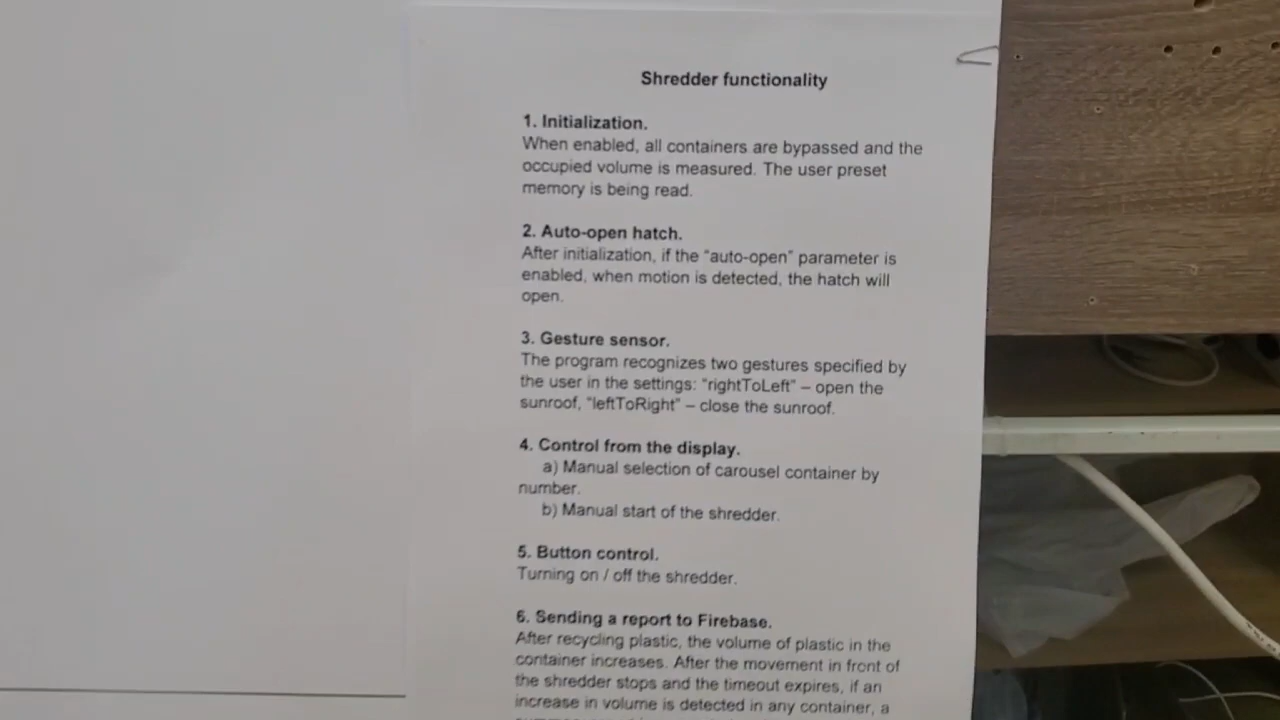 Shredder functionality
1. Initialization.
When enabled, all containers are bypassed and the
occupied volume is measured. The user preset
memory is being read.
2. Auto-open hatch.
After initialization, if the "auto-open" parameter is
enabled, when motion is detected, the hatch will
open.
3. Gesture sensor.
The program recognizes two gestures specified by
the user in the settings: "rightToLeft" – open the
sunroof, "leftToRight" – close the sunroof.
4. Control from the display.
a) Manual selection of carousel container by
number.
b) Manual start of the shredder.
5. Button control.
Turning on / off the shredder.
6. Sending a report to Firebase.
After recycling plastic, the volume of plastic in the
container increases. After the movement in front of
the shredder stops and the timeout expires, if an
increase in volume is detected in any container, a